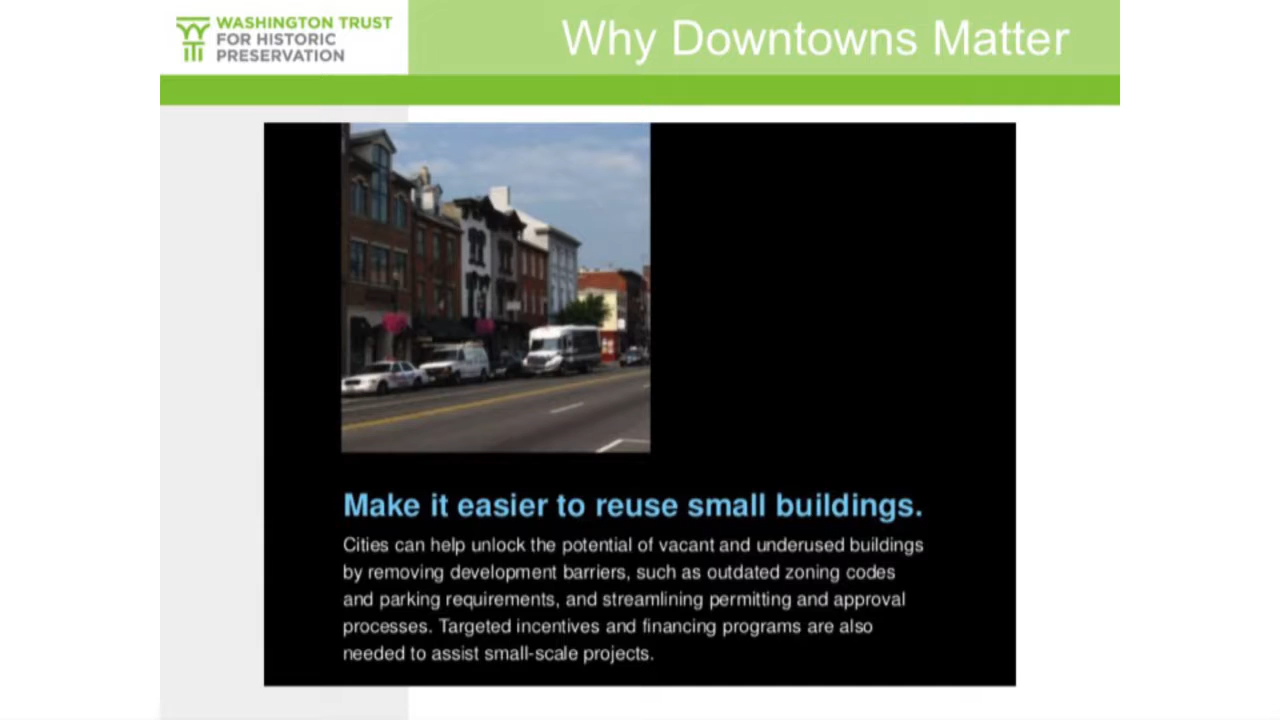 WASHINGTON TRUST
FOR HISTORIC
PRESERVATION
Why Downtowns Matter
Make it easier to reuse small buildings.
Cities can help unlock the potential of vacant and underused buildings
by removing development barriers, such as outdated zoning codes
and parking requirements, and streamlining permitting and approval
processes. Targeted incentives and financing programs are also
needed to assist small-scale projects.